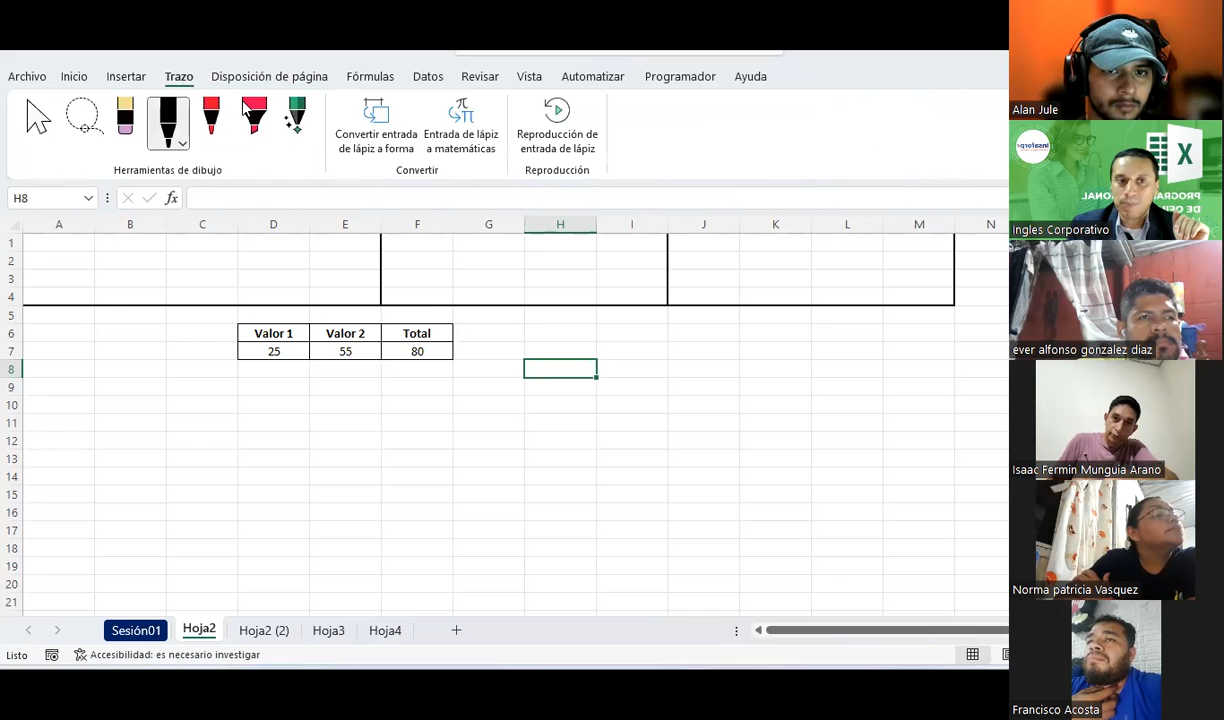 Archivo Inicio Insertar Trazo Disposición de página Fórmulas Datos Revisar Vista Automatizar Programador Ayuda
Convertir entrada de lápiz a forma
Entrada de lápiz a matemáticas
Reproducción de entrada de lápiz
Herramientas de dibujo Convertir Reproducción
H8 fx
A B C D E F G H I J K L M N
1
2
3
4
5
6 Valor 1 Valor 2 Total
7 25 55 80
8
9
10
11
12
13
14
15
16
17
18
19
20
21
Sesión01 Hoja2 Hoja2 (2) Hoja3 Hoja4 +
Listo Accesibilidad: es necesario investigar
Alan Jule
X
Ingles Corporativo
ever alfonso gonzalez diaz
Isaac Fermin Munguia Arano
Norma patricia Vasquez
Francisco Acosta